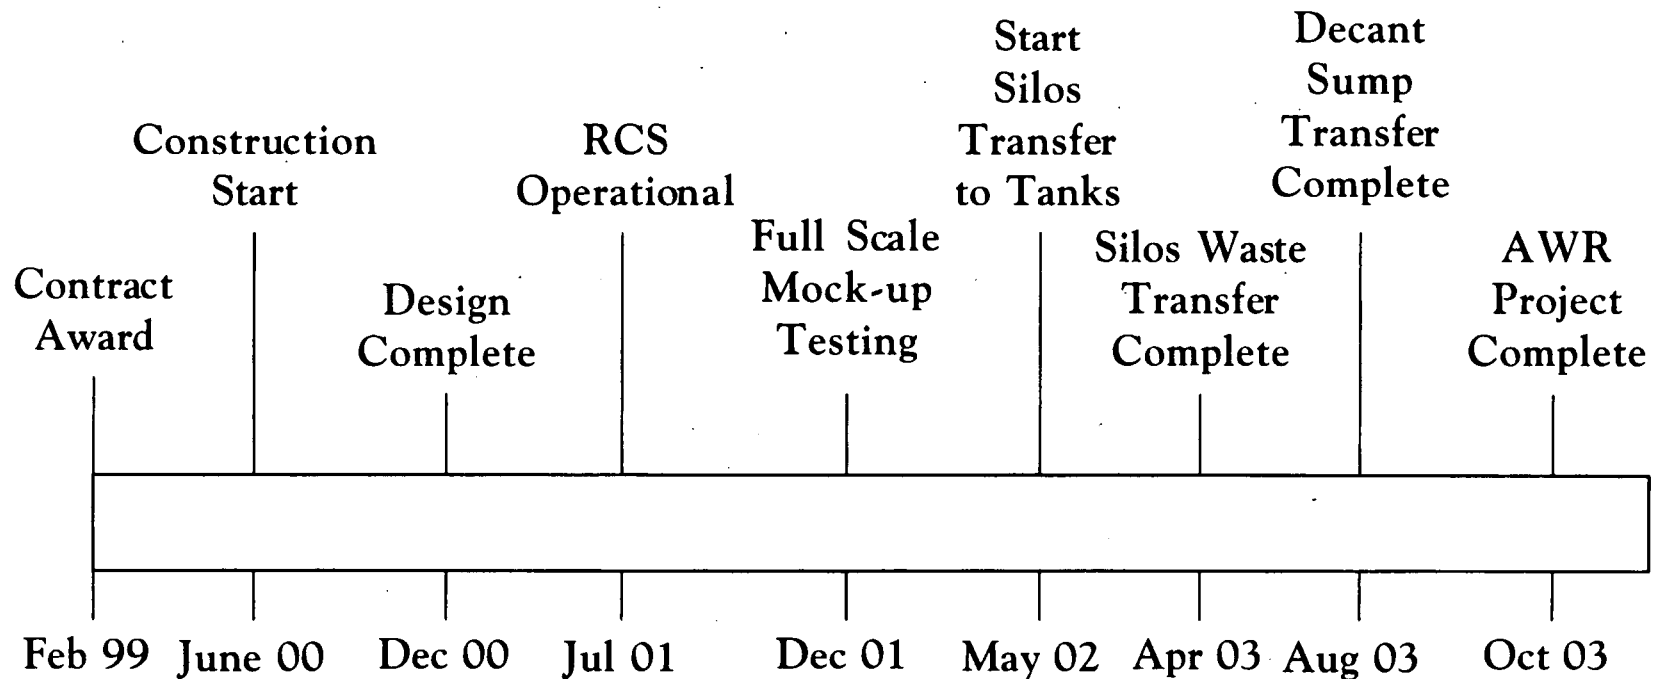 Contract
Award
Construction
Start
Design
Complete
RCS
Operational
Full Scale
Mock-up
Testing
Start
Silos
Transfer
to Tanks
Silos Waste
Transfer
Complete
Decant
Sump
Transfer
Complete
AWR
Project
Complete
Feb 99 June 00 Dec 00 Jul 01 Dec 01 May 02 Apr 03 Aug 03 Oct 03